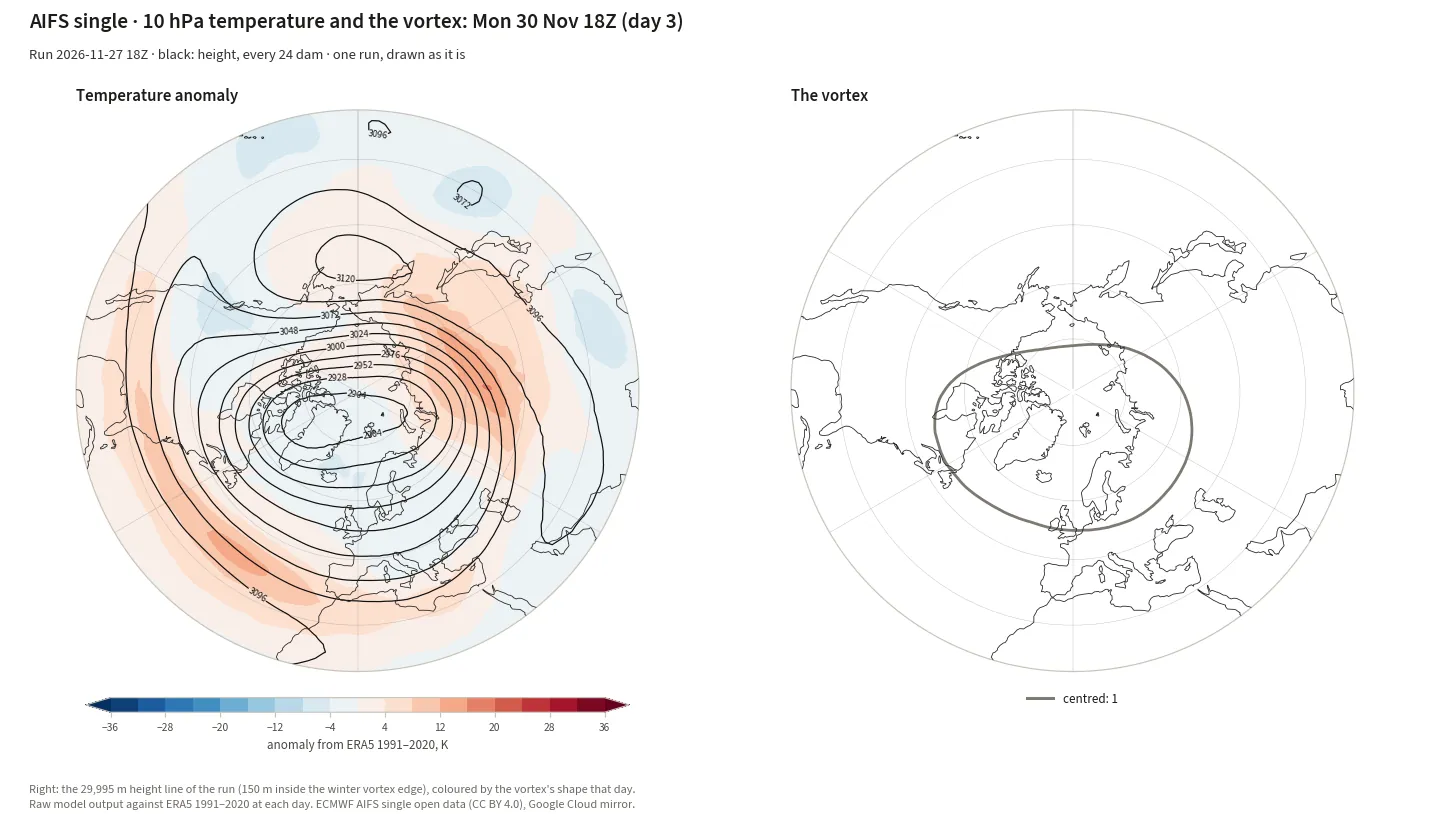 AIFS single · 10 hPa temperature and the vortex: Mon 30 Nov 18Z (day 3)
Run 2026-11-27 18Z · black: height, every 24 dam · one run, drawn as it is
Temperature anomaly
The vortex
3096
3072
3120
3096
3072
3048
3024
3000
2976
2952
2928
2904
2904
3096
centred: 1
−36 −28 −20 −12 −4 4 12 20 28 36
anomaly from ERA5 1991–2020, K
Right: the 29,995 m height line of the run (150 m inside the winter vortex edge), coloured by the vortex's shape that day.
Raw model output against ERA5 1991–2020 at each day. ECMWF AIFS single open data (CC BY 4.0), Google Cloud mirror.